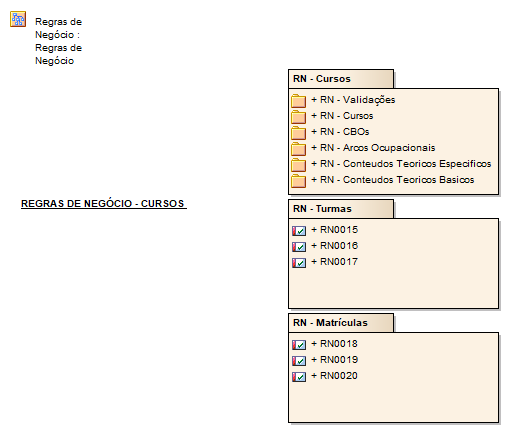 Regras de
Negócio :
Regras de
Negócio
RN - Cursos
+ RN - Validações
+ RN - Cursos
+ RN - CBOs
+ RN - Arcos Ocupacionais
+ RN - Conteudos Teoricos Especificos
+ RN - Conteudos Teoricos Basicos
REGRAS DE NEGÓCIO - CURSOS
RN - Turmas
+ RN0015
+ RN0016
+ RN0017
RN - Matrículas
+ RN0018
+ RN0019
+ RN0020